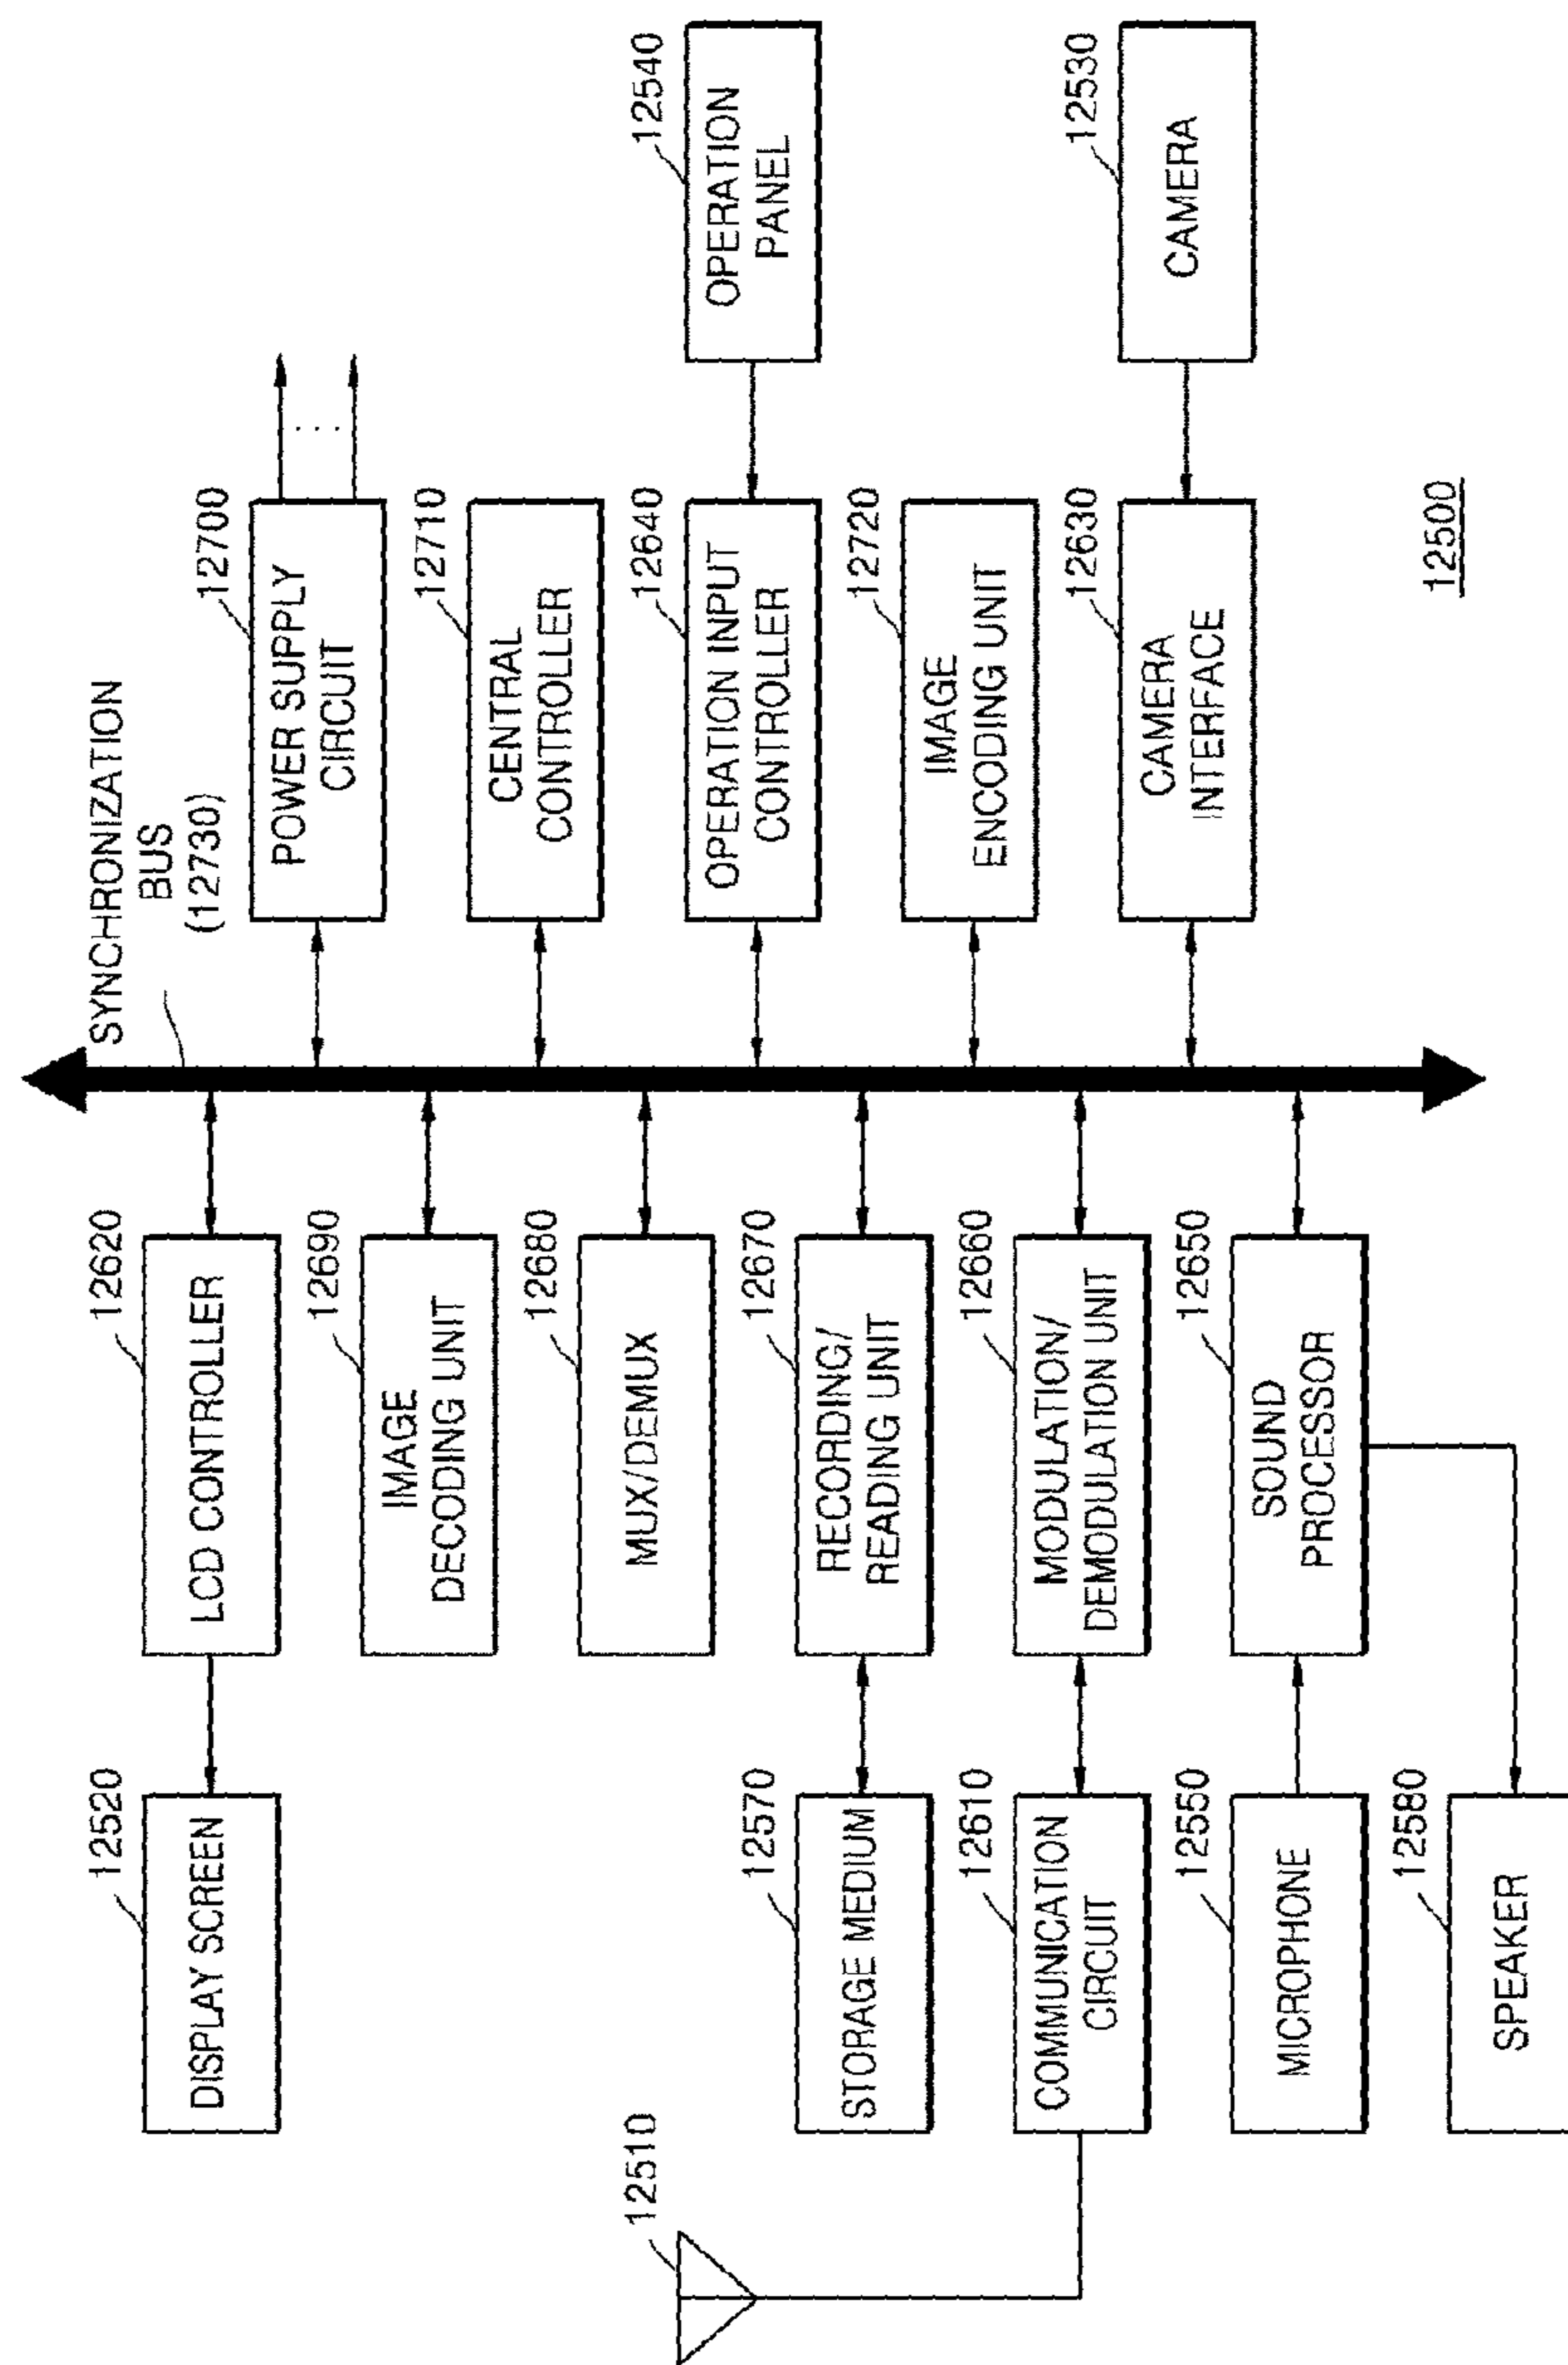 12510
12520
DISPLAY SCREEN
12620
LCD CONTROLLER
12690
IMAGE
DECODING UNIT
12680
MUX/DEMUX
12570
STORAGE MEDIUM
12670
RECORDING/
READING UNIT
12610
COMMUNICATION
CIRCUIT
12660
MODULATION/
DEMODULATION UNIT
12550
MICROPHONE
12650
SOUND
PROCESSOR
12580
SPEAKER
SYNCHRONIZATION
BUS
(12730)
12700
POWER SUPPLY
CIRCUIT
12710
CENTRAL
CONTROLLER
12640
OPERATION INPUT
CONTROLLER
12540
OPERATION
PANEL
12720
IMAGE
ENCODING UNIT
12630
CAMERA
INTERFACE
12530
CAMERA
12500